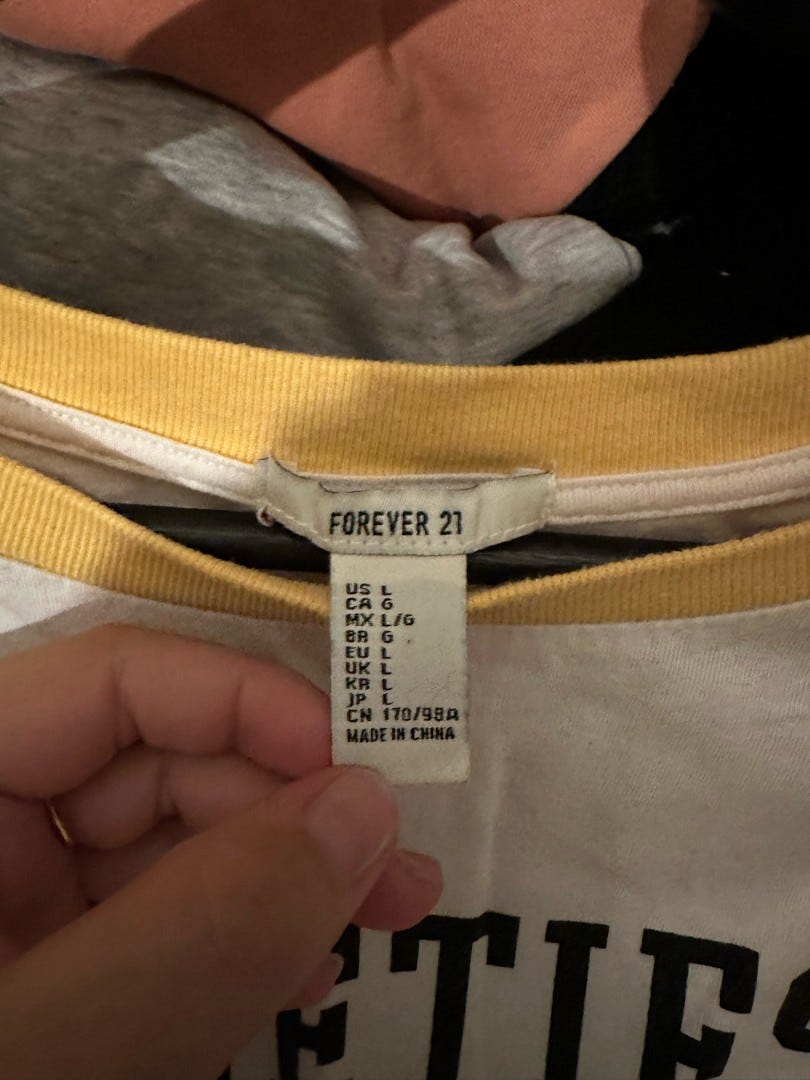 FOREVER 21
US L
CA G
MX L/G
BR G
EU L
UK L
KR L
JP L
CN 170/98A
MADE IN CHINA